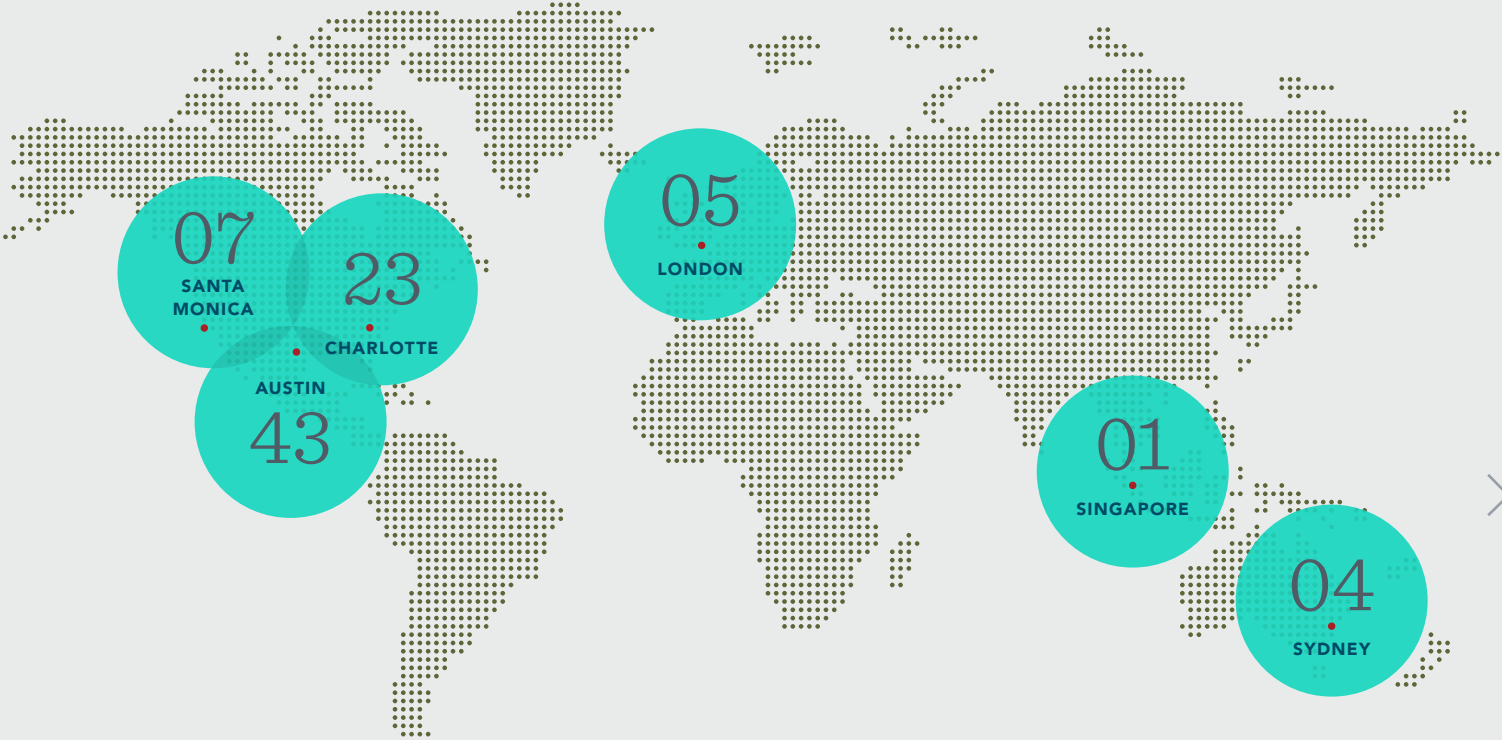 07
SANTA
MONICA
23
CHARLOTTE
AUSTIN
43
05
LONDON
01
SINGAPORE
04
SYDNEY